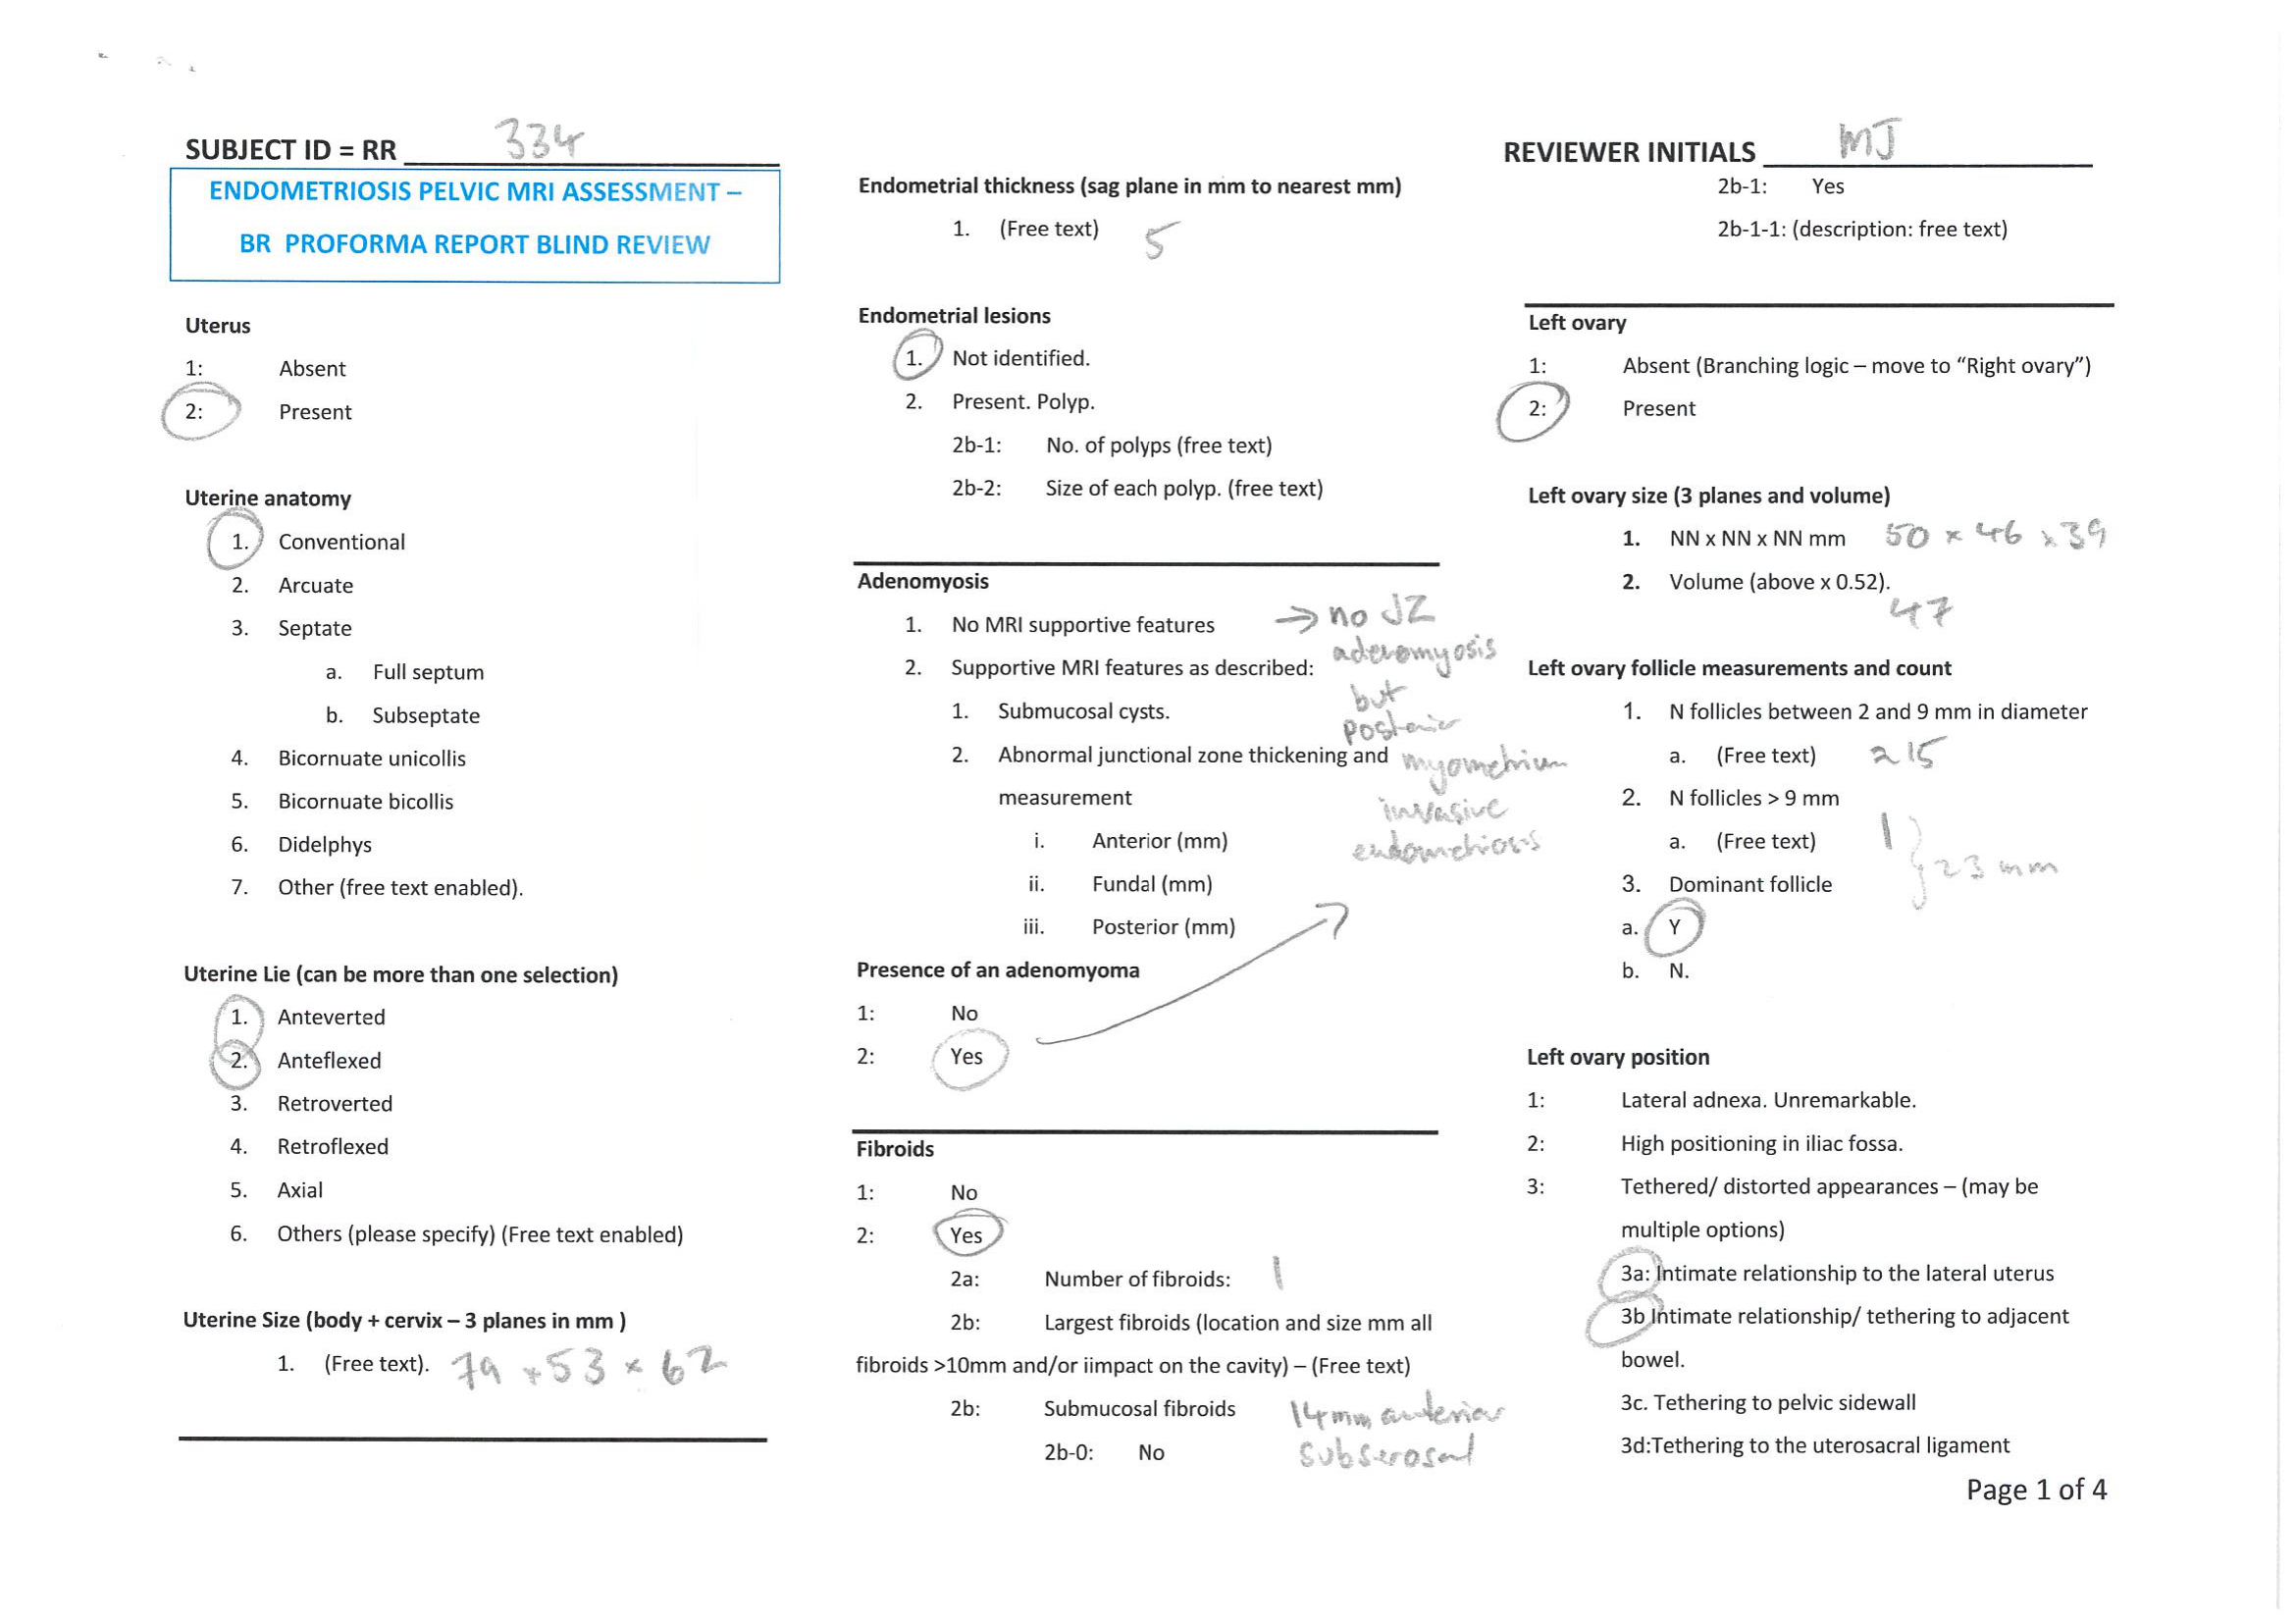 SUBJECT ID = RR 334
ENDOMETRIOSIS PELVIC MRI ASSESSMENT –
BR PROFORMA REPORT BLIND REVIEW
Uterus
1: Absent
2: Present
Uterine anatomy
1. Conventional
2. Arcuate
3. Septate
a. Full septum
b. Subseptate
4. Bicornuate unicollis
5. Bicornuate bicollis
6. Didelphys
7. Other (free text enabled).
Uterine Lie (can be more than one selection)
1. Anteverted
2. Anteflexed
3. Retroverted
4. Retroflexed
5. Axial
6. Others (please specify) (Free text enabled)
Uterine Size (body + cervix – 3 planes in mm )
1. (Free text). 79 x 53 x 62
Endometrial thickness (sag plane in mm to nearest mm)
1. (Free text) 5
Endometrial lesions
1. Not identified.
2. Present. Polyp.
2b-1: No. of polyps (free text)
2b-2: Size of each polyp. (free text)
Adenomyosis
1. No MRI supportive features → no JZ
adenomyosis
2. Supportive MRI features as described:
but
1. Submucosal cysts.
posterior
2. Abnormal junctional zone thickening and myometrium
measurement invasive
i. Anterior (mm) endometriosis
ii. Fundal (mm)
iii. Posterior (mm)
Presence of an adenomyoma
1: No
2: Yes
Fibroids
1: No
2: Yes
2a: Number of fibroids: 1
2b: Largest fibroids (location and size mm all
fibroids >10mm and/or iimpact on the cavity) – (Free text)
2b: Submucosal fibroids 14mm anterior
2b-0: No subserosal
REVIEWER INITIALS MJ
2b-1: Yes
2b-1-1: (description: free text)
Left ovary
1: Absent (Branching logic – move to “Right ovary”)
2: Present
Left ovary size (3 planes and volume)
1. NN x NN x NN mm 50 x 46 x 39
2. Volume (above x 0.52).
47
Left ovary follicle measurements and count
1. N follicles between 2 and 9 mm in diameter
a. (Free text) 15
2. N follicles > 9 mm
a. (Free text) 1
} 23 mm
3. Dominant follicle
a. Y
b. N.
Left ovary position
1: Lateral adnexa. Unremarkable.
2: High positioning in iliac fossa.
3: Tethered/ distorted appearances – (may be
multiple options)
3a: Intimate relationship to the lateral uterus
3b Intimate relationship/ tethering to adjacent
bowel.
3c. Tethering to pelvic sidewall
3d:Tethering to the uterosacral ligament
Page 1 of 4